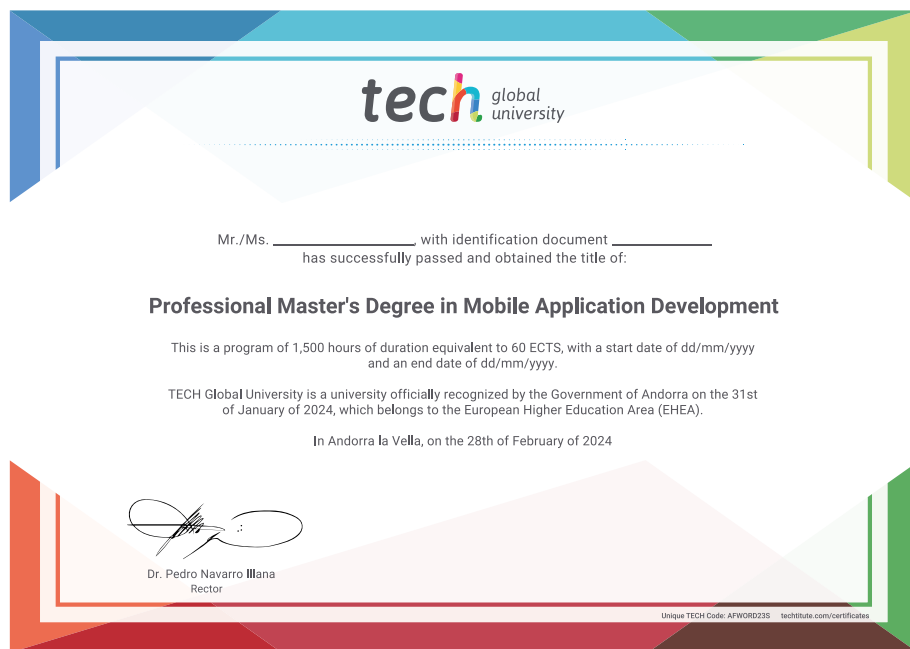 tech global
university
Mr./Ms. ____________________, with identification document ______________
has successfully passed and obtained the title of:
Professional Master's Degree in Mobile Application Development
This is a program of 1,500 hours of duration equivalent to 60 ECTS, with a start date of dd/mm/yyyy
and an end date of dd/mm/yyyy.
TECH Global University is a university officially recognized by the Government of Andorra on the 31st
of January of 2024, which belongs to the European Higher Education Area (EHEA).
In Andorra la Vella, on the 28th of February of 2024
Dr. Pedro Navarro Illana
Rector
Unique TECH Code: AFWORD23S techtitute.com/certificates